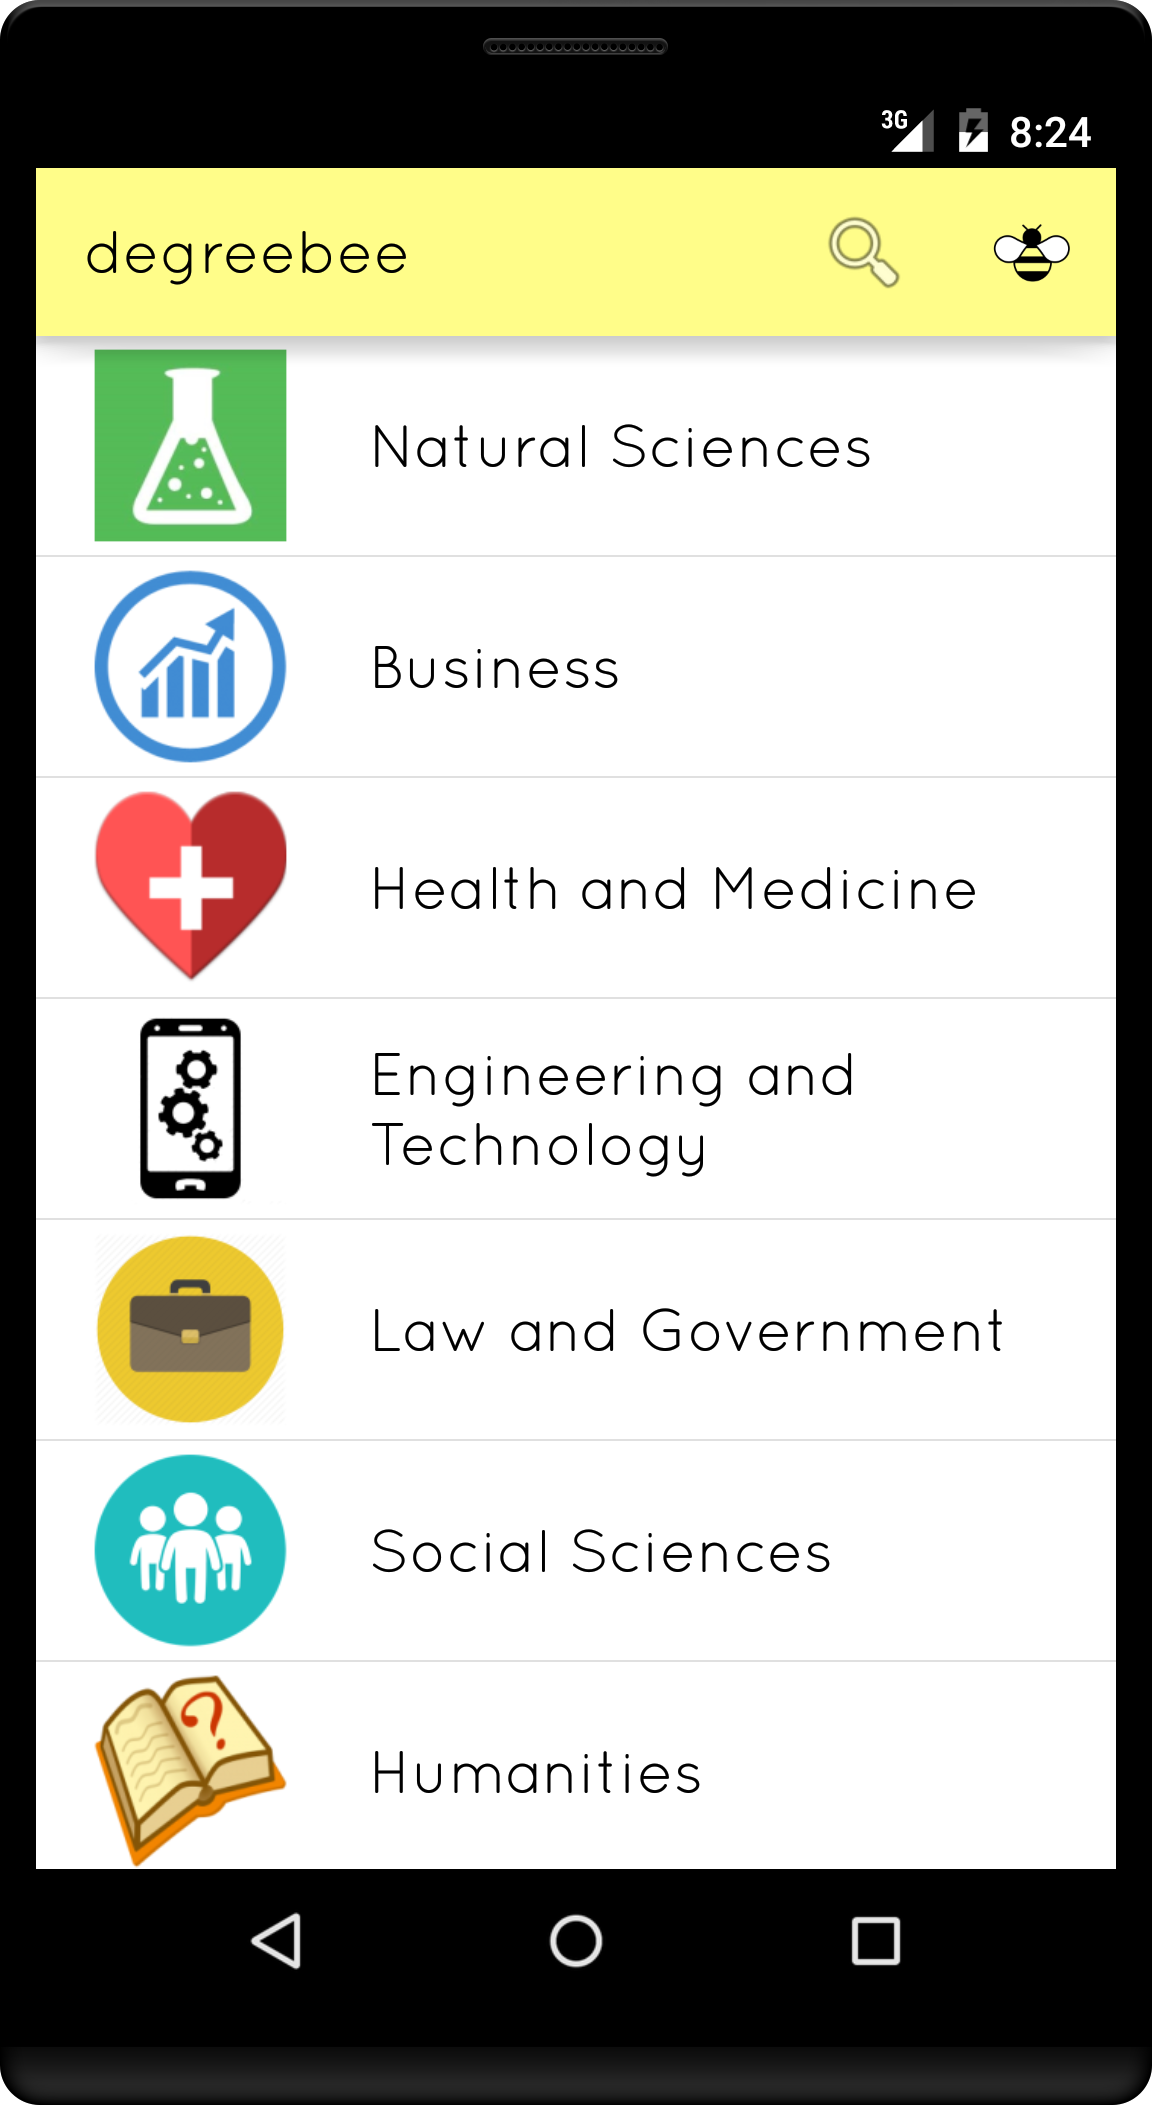 3G 8:24
degreebee
Natural Sciences
Business
Health and Medicine
Engineering and
Technology
Law and Government
Social Sciences
Humanities